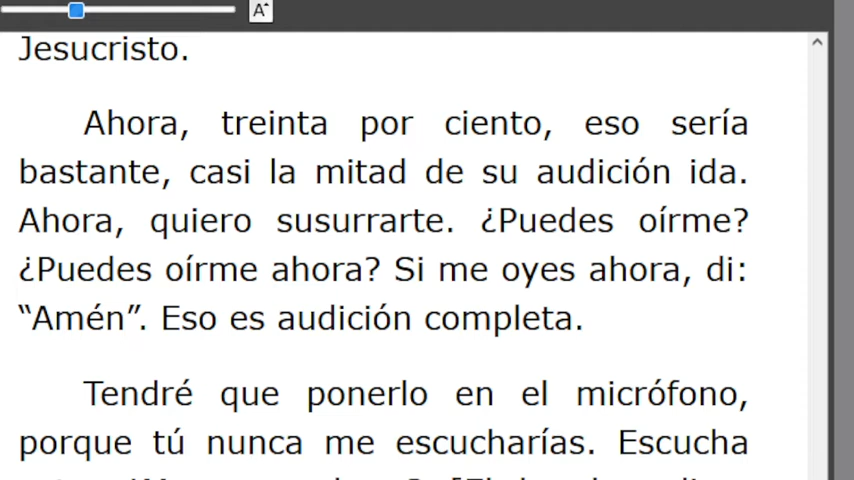 A
Jesucristo.
Ahora, treinta por ciento, eso sería
bastante, casi la mitad de su audición ida.
Ahora, quiero susurrarte. ¿Puedes oírme?
¿Puedes oírme ahora? Si me oyes ahora, di:
“Amén”. Eso es audición completa.
Tendré que ponerlo en el micrófono,
porque tú nunca me escucharías. Escucha